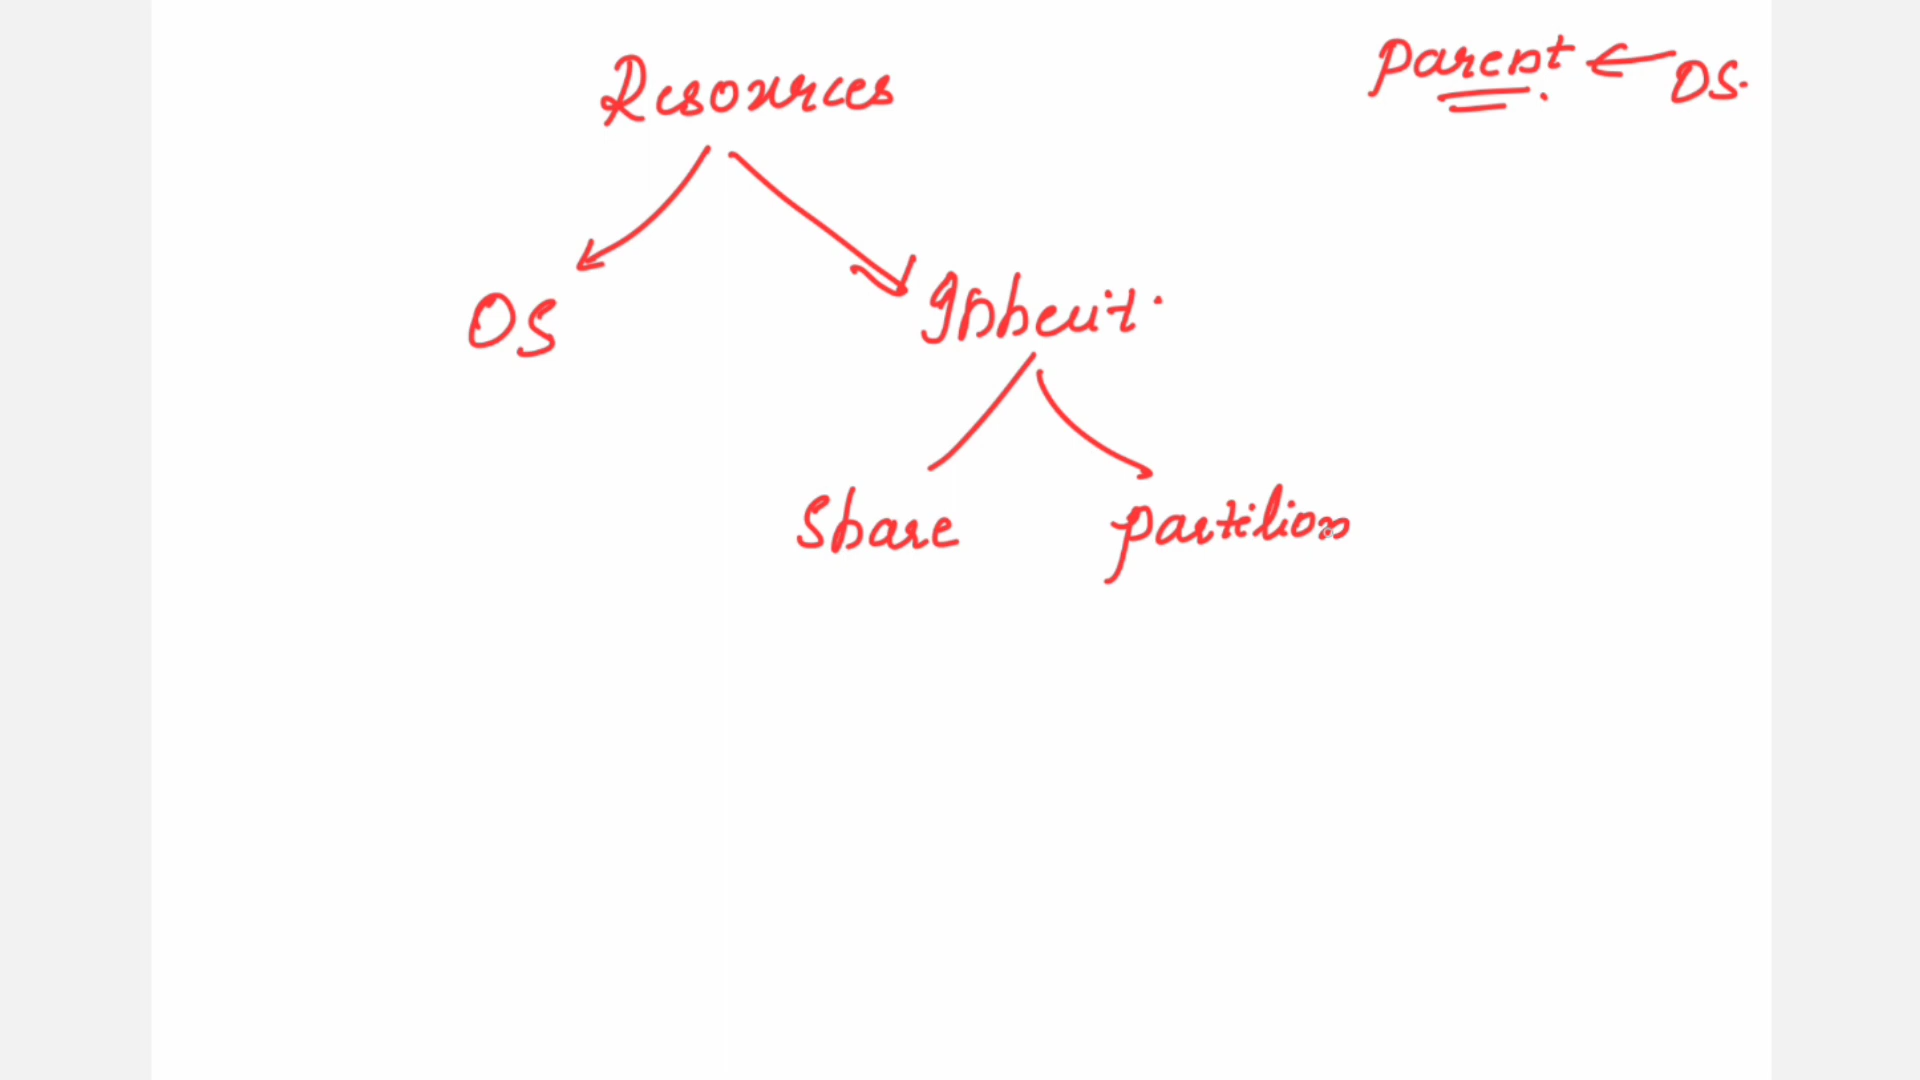 Resources
Parent. ← OS.
OS
Inherit.
Share
partition